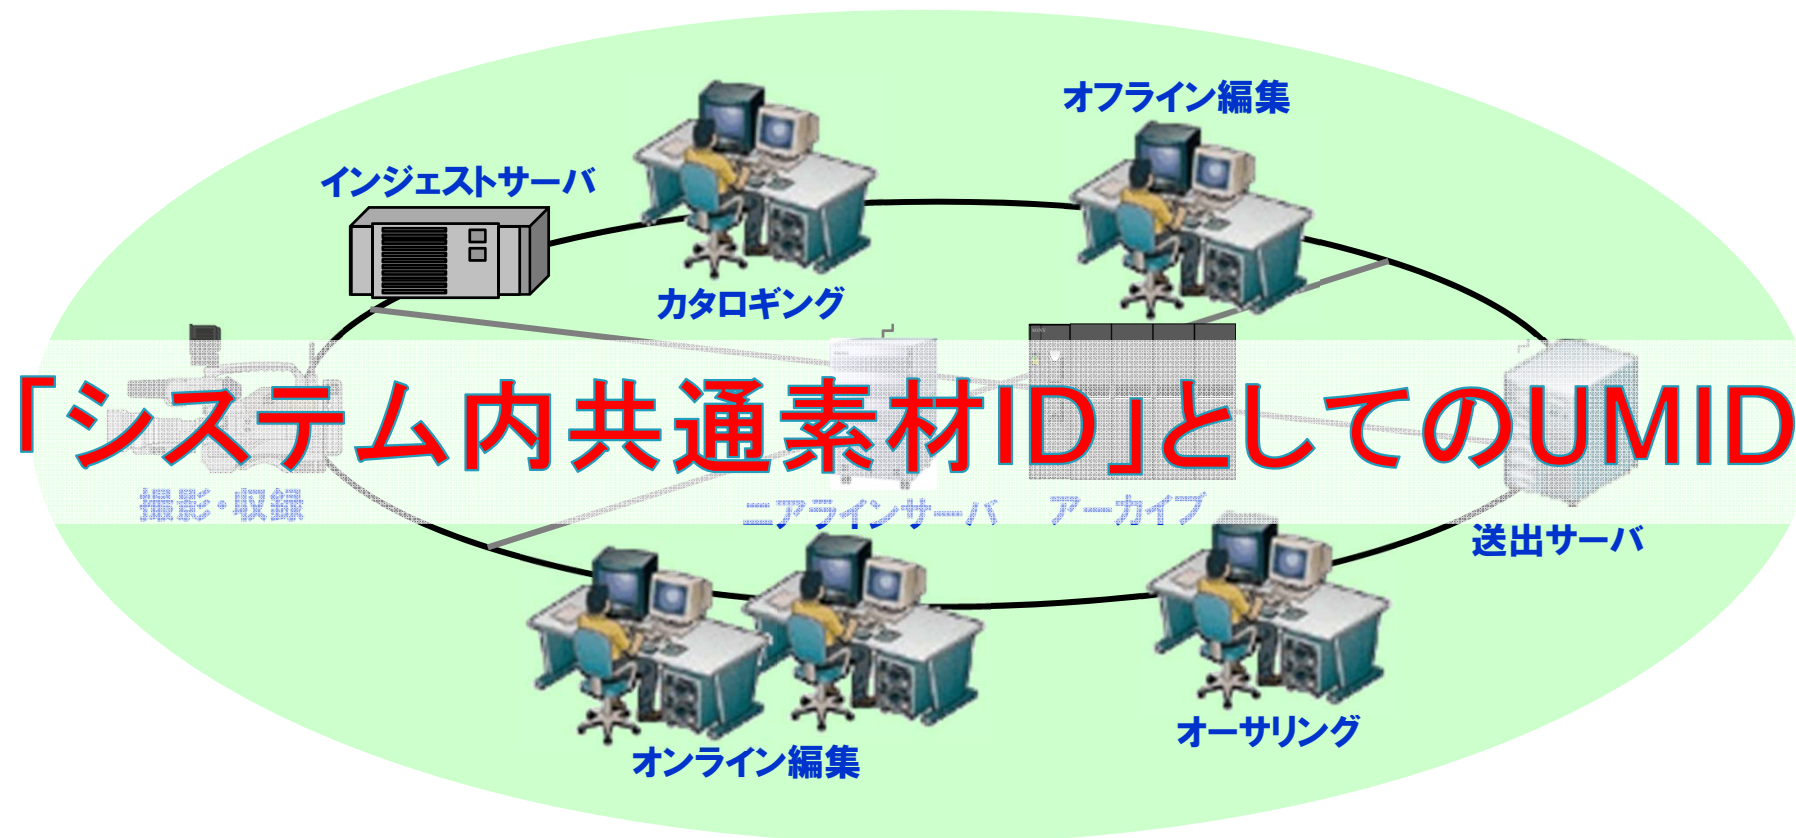 オフライン編集
インジェストサーバ
カタロギング
「システム内共通素材ID」としてのUMID
撮影・収録
ニアラインサーバ
アーカイブ
送出サーバ
オーサリング
オンライン編集